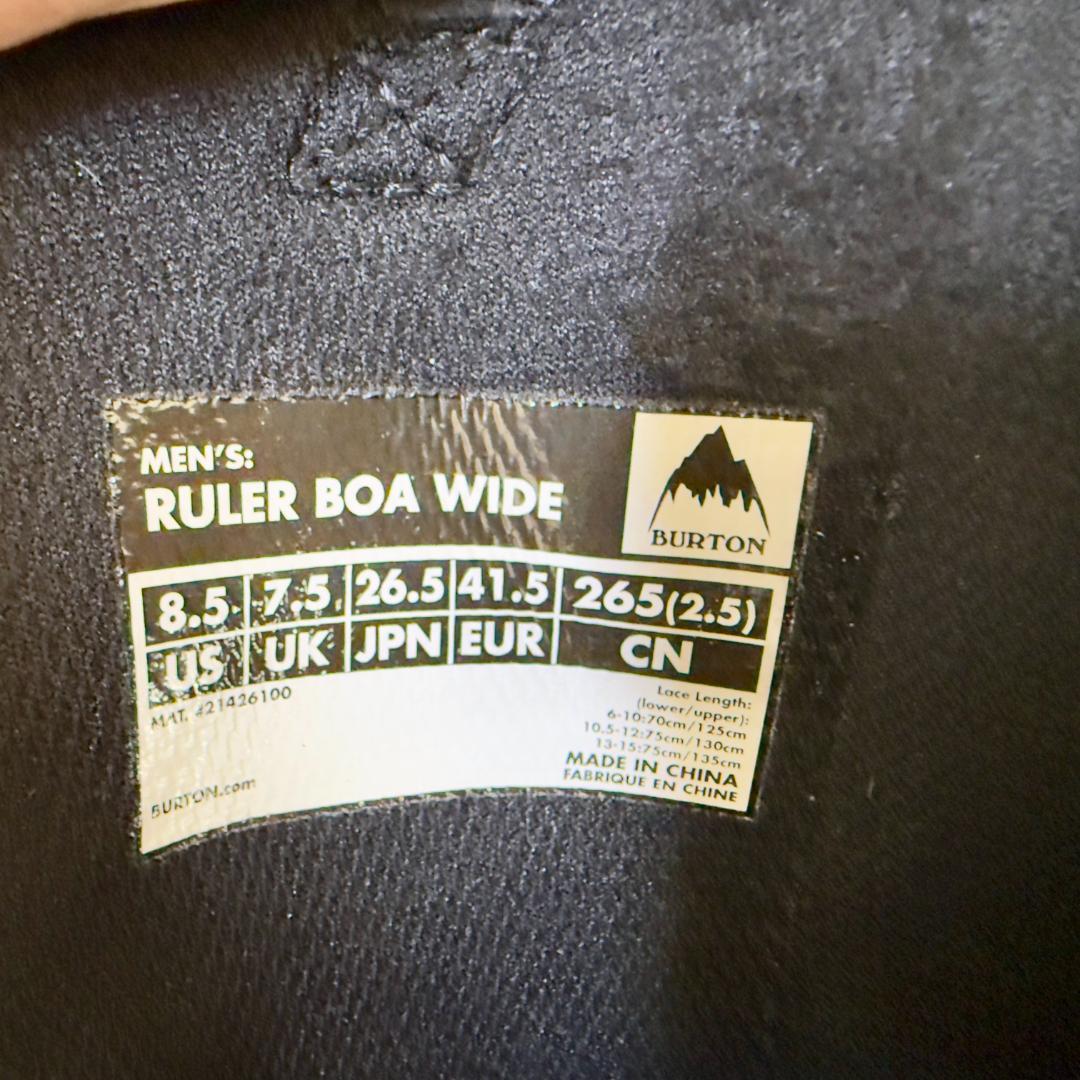 MEN'S:
RULER BOA WIDE
BURTON
8.5 7.5 26.5 41.5 265(2.5)
US UK JPN EUR CN
MAT. #21426100
Lace Length:
(lower/upper):
6-10:70cm/125cm
10.5-12:75cm/130cm
13-15:75cm/135cm
MADE IN CHINA
FABRIQUE EN CHINE
BURTON.com